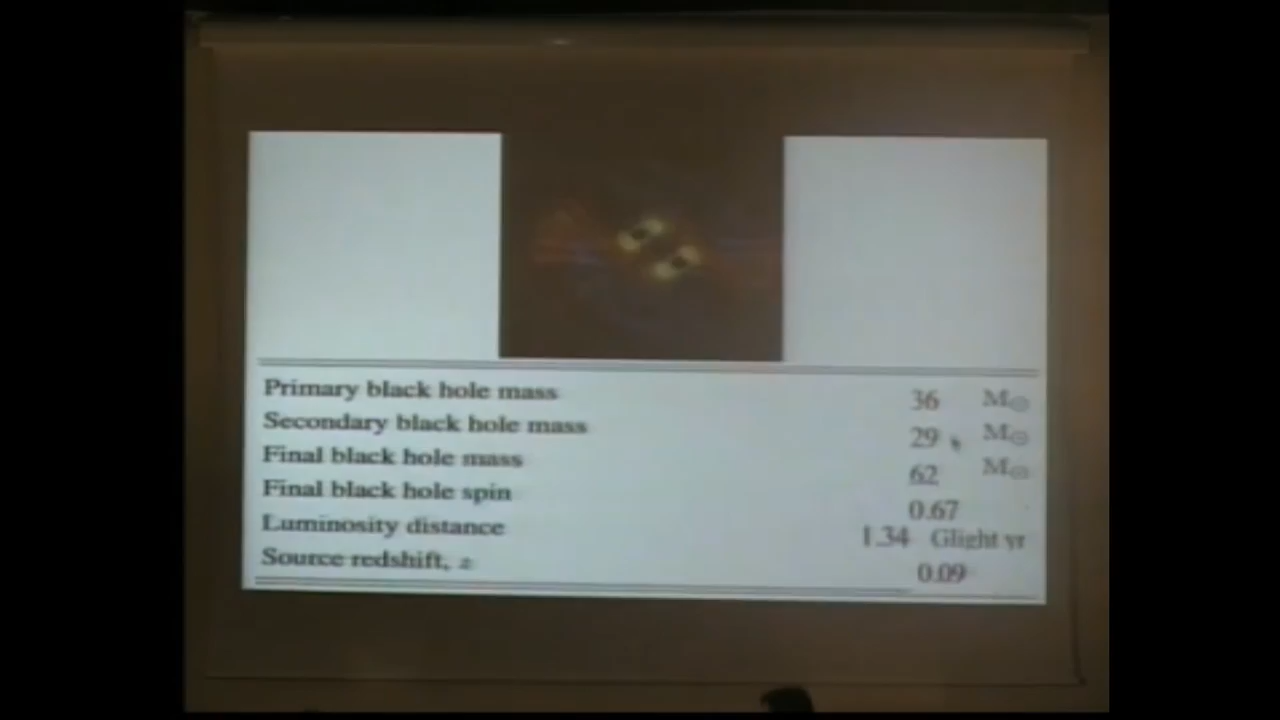 Primary black hole mass 36 M⊙
Secondary black hole mass 29 M⊙
Final black hole mass 62 M⊙
Final black hole spin 0.67
Luminosity distance 1.34 Glight yr
Source redshift, z 0.09